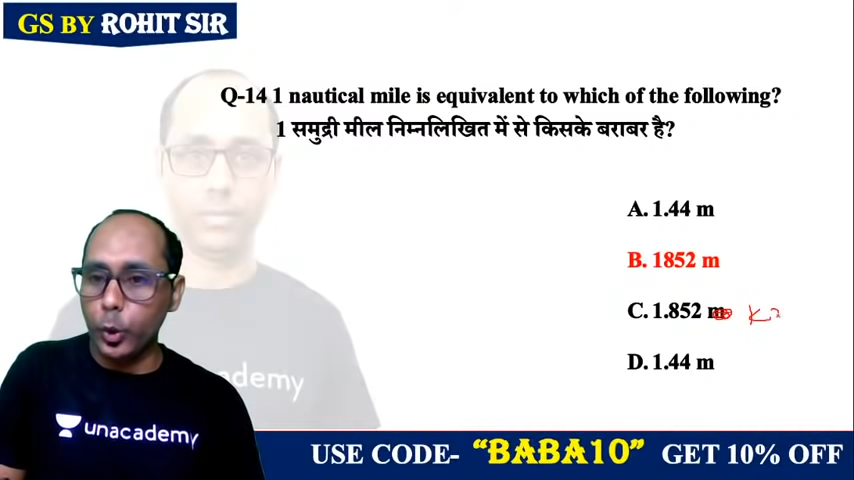 GS BY ROHIT SIR
Q-14 1 nautical mile is equivalent to which of the following?
1 समुद्री मील निम्नलिखित में से किसके बराबर है?
A. 1.44 m
B. 1852 m
C. 1.852 m
D. 1.44 m
ademy
unacademy
USE CODE- “BABA10” GET 10% OFF